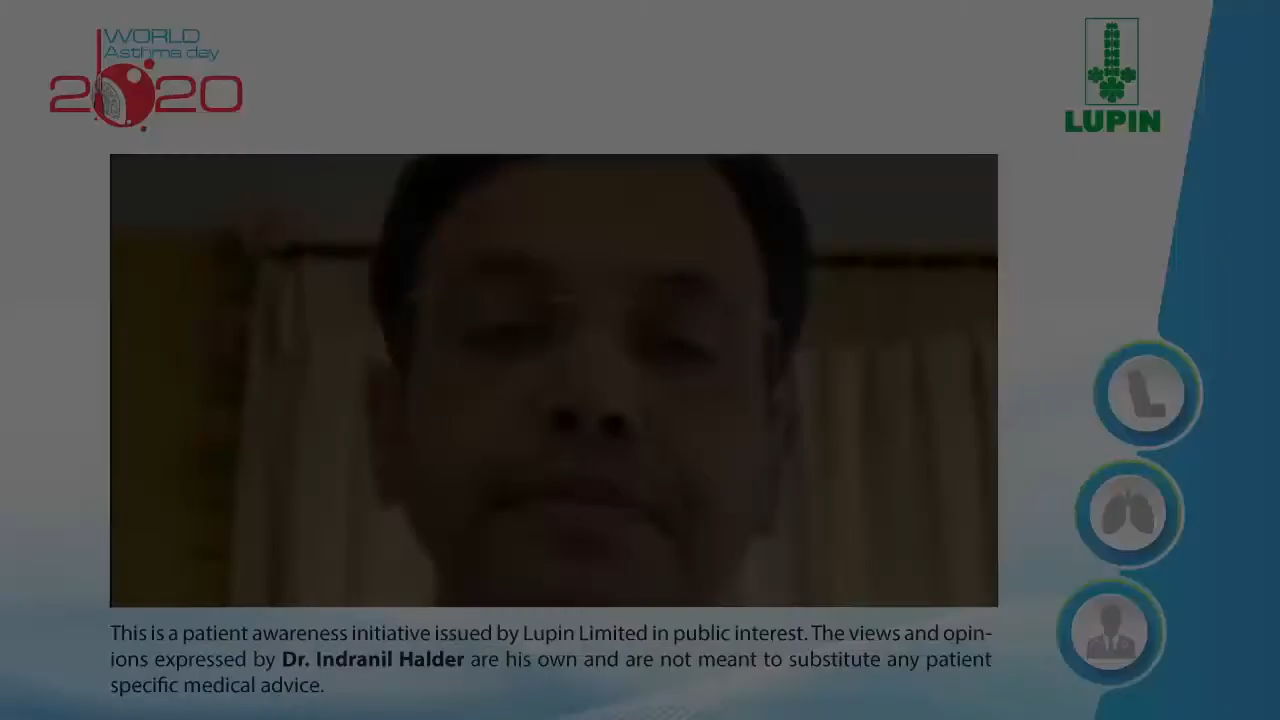 WORLD
Asthma day
2020
LUPIN
This is a patient awareness initiative issued by Lupin Limited in public interest. The views and opin-
ions expressed by Dr. Indranil Halder are his own and are not meant to substitute any patient
specific medical advice.